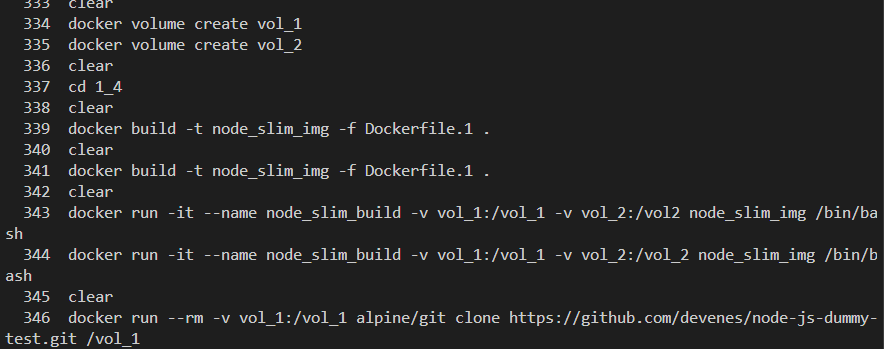 333  clear
334  docker volume create vol_1
335  docker volume create vol_2
336  clear
337  cd 1_4
338  clear
339  docker build -t node_slim_img -f Dockerfile.1 .
340  clear
341  docker build -t node_slim_img -f Dockerfile.1 .
342  clear
343  docker run -it --name node_slim_build -v vol_1:/vol_1 -v vol_2:/vol2 node_slim_img /bin/ba
sh
344  docker run -it --name node_slim_build -v vol_1:/vol_1 -v vol_2:/vol_2 node_slim_img /bin/b
ash
345  clear
346  docker run --rm -v vol_1:/vol_1 alpine/git clone https://github.com/devenes/node-js-dummy-
test.git /vol_1